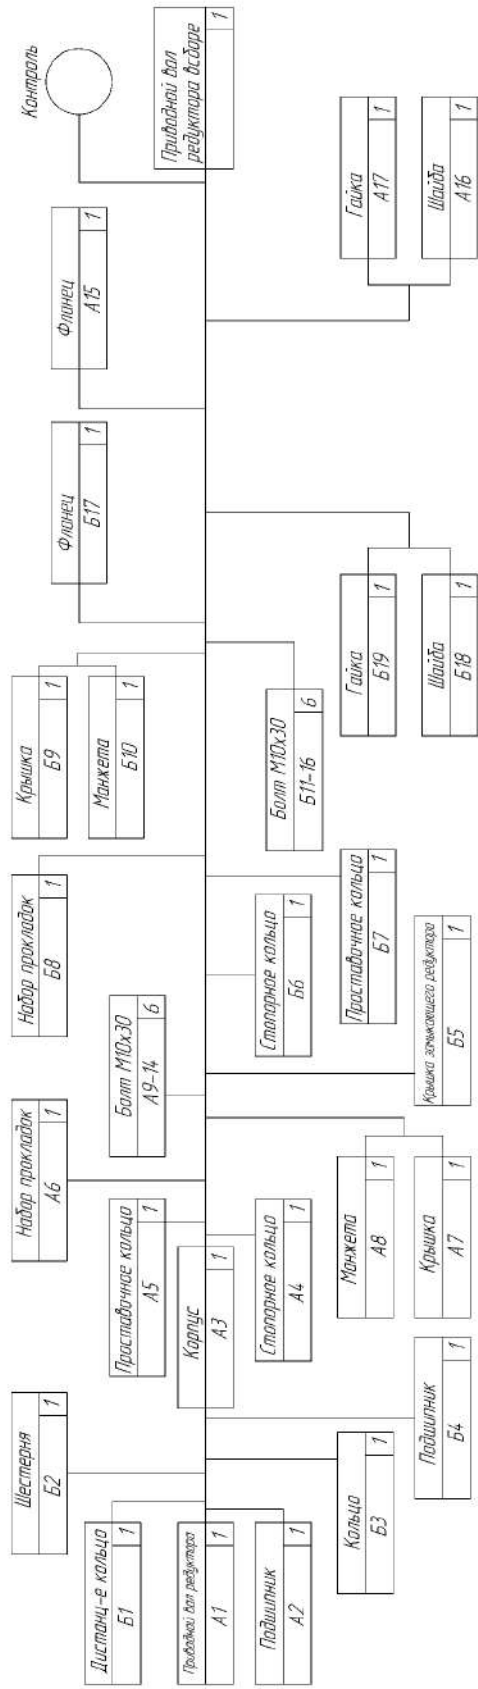 Контроль
Приводной вал
редуктора всборе
1
Фланец
А15
1
Гайка
А17
1
Шайба
А16
1
Фланец
Б17
1
Гайка
Б19
1
Шайба
Б18
1
Крышка
Б9
1
Манжета
Б10
1
Болт М10х30
Б11-16
6
Набор прокладок
Б8
1
Стопорное кольцо
Б6
1
Проставочное кольцо
Б7
1
Болт М10х30
А9-14
6
Крышка замыкающего редуктора
Б5
1
Набор прокладок
А6
1
Проставочное кольцо
А5
1
Корпус
А3
1
Стопорное кольцо
А4
1
Манжета
А8
1
Крышка
А7
1
Шестерня
Б2
1
Подшипник
Б4
1
Дистанц-е кольцо
Б1
1
Приводной вал редуктора
А1
1
Подшипник
А2
1
Кольцо
Б3
1